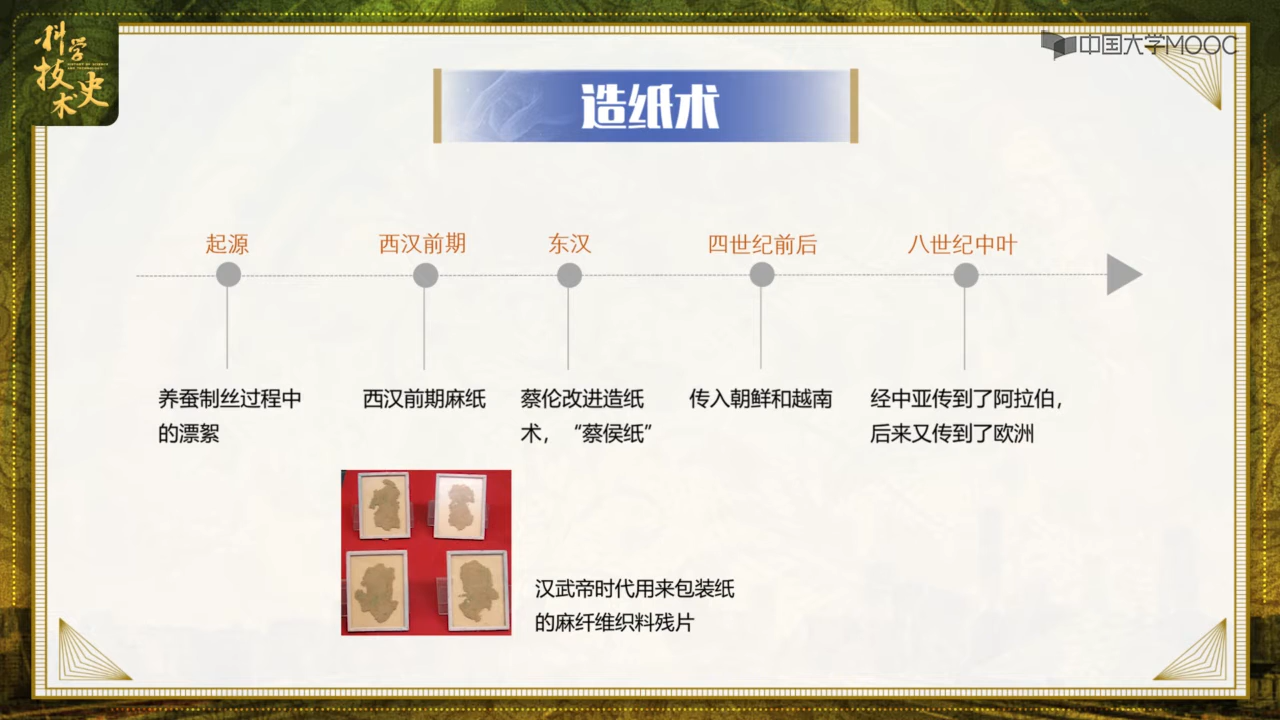 科学
技术史
HISTORY OF SCIENCE
AND TECHNOLOGY
中国大学MOOC
造纸术
起源
西汉前期
东汉
四世纪前后
八世纪中叶
养蚕制丝过程中
的漂絮
西汉前期麻纸
蔡伦改进造纸
术，“蔡侯纸”
传入朝鲜和越南
经中亚传到了阿拉伯，
后来又传到了欧洲
汉武帝时代用来包装纸
的麻纤维织料残片